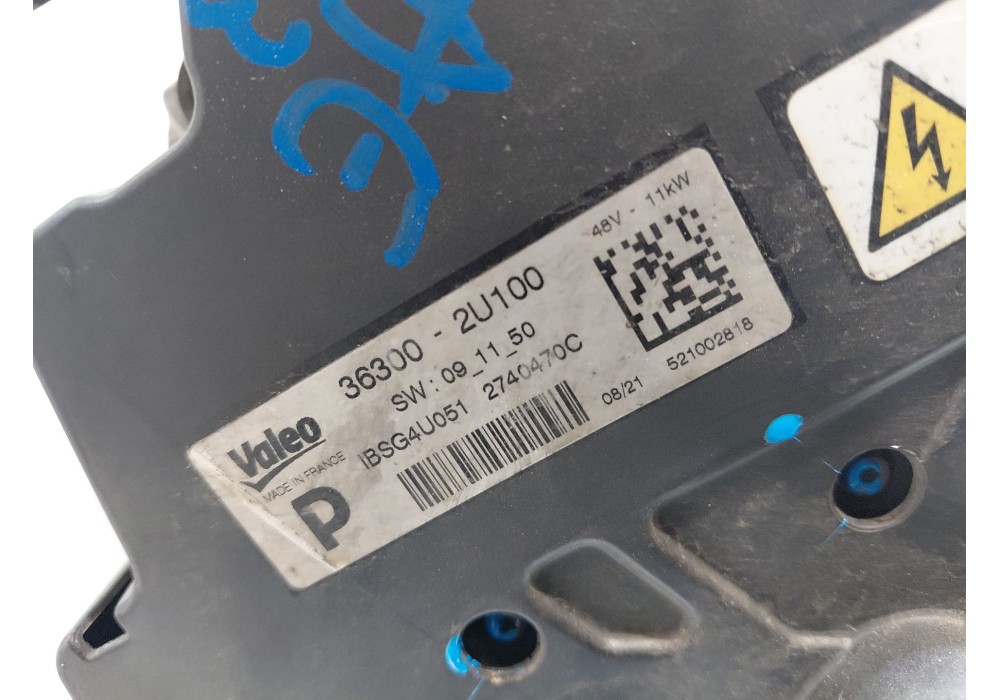 48V - 11kW
36300 - 2U100
SW : 09_11_50
IBSG4U051 2740470C
Valeo
MADE IN FRANCE
P
08/21
521002818